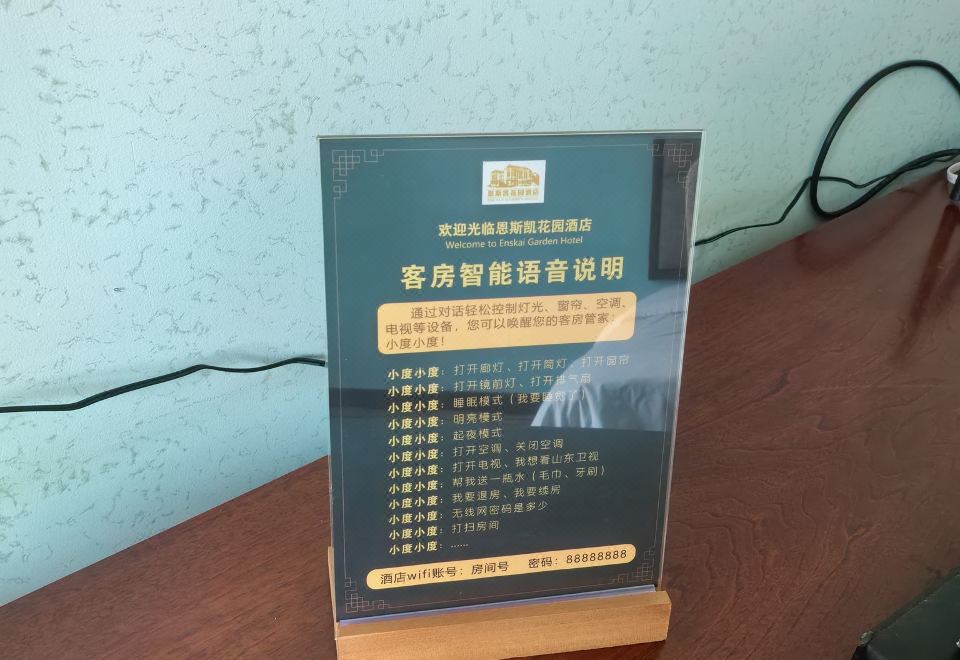 恩斯凯花园酒店
欢迎光临恩斯凯花园酒店
Welcome to Enskai Garden Hotel
客房智能语音说明
通过对话轻松控制灯光、窗帘、空调、
电视等设备，您可以唤醒您的客房管家：
小度小度！
小度小度：打开廊灯、打开筒灯、打开窗帘
小度小度：打开镜前灯、打开排气扇
小度小度：睡眠模式（我要睡觉了）
小度小度：明亮模式
小度小度：起夜模式
小度小度：打开空调、关闭空调
小度小度：打开电视、我想看山东卫视
小度小度：帮我送一瓶水（毛巾、牙刷）
小度小度：我要退房、我要续房
小度小度：无线网密码是多少
小度小度：打扫房间
小度小度：......
酒店wifi账号：房间号 密码：88888888